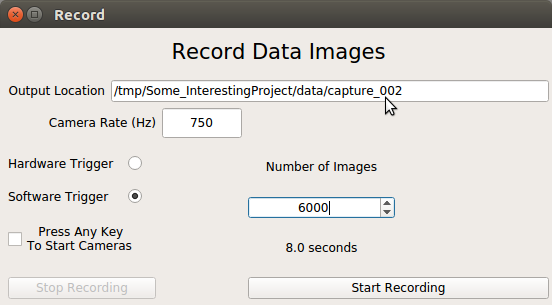 Record
Record Data Images
Output Location /tmp/Some_InterestingProject/data/capture_002
Camera Rate (Hz) 750
Hardware Trigger
Number of Images
Software Trigger
6000
Press Any Key
To Start Cameras
8.0 seconds
Stop Recording
Start Recording